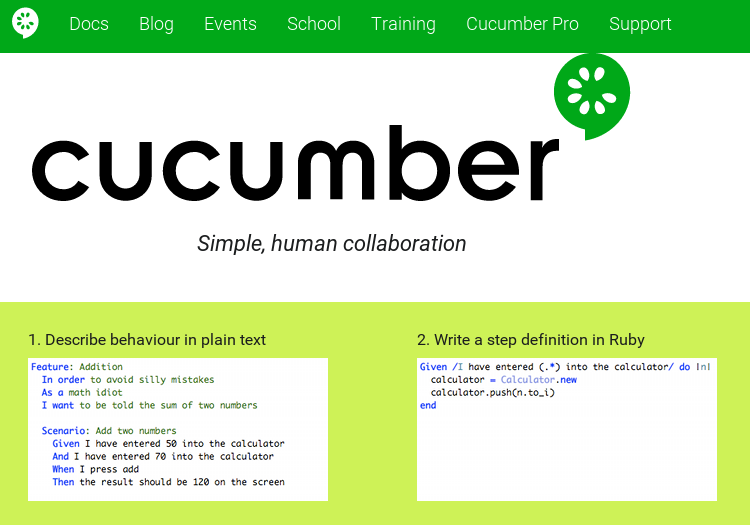 Docs Blog Events School Training Cucumber Pro Support
cucumber
Simple, human collaboration
1. Describe behaviour in plain text
Feature: Addition
In order to avoid silly mistakes
As a math idiot
I want to be told the sum of two numbers
Scenario: Add two numbers
Given I have entered 50 into the calculator
And I have entered 70 into the calculator
When I press add
Then the result should be 120 on the screen
2. Write a step definition in Ruby
Given /I have entered (.*) into the calculator/ do |n|
calculator = Calculator.new
calculator.push(n.to_i)
end